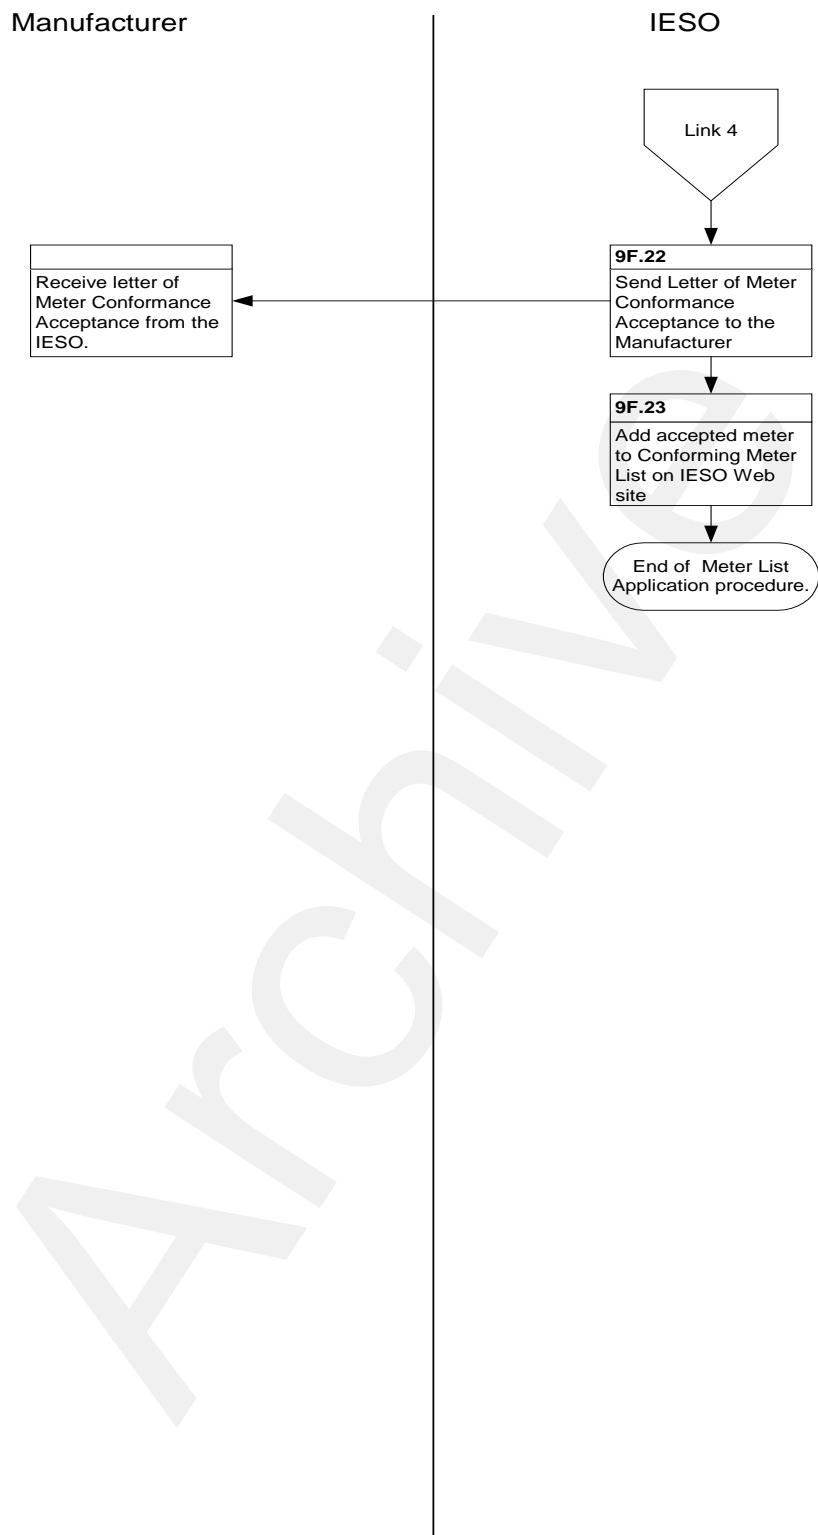 Manufacturer
IESO
Link 4
9F.22
Send Letter of Meter
Conformance
Acceptance to the
Manufacturer
Receive letter of
Meter Conformance
Acceptance from the
IESO.
9F.23
Add accepted meter
to Conforming Meter
List on IESO Web
site
End of  Meter List
Application procedure.
Archive